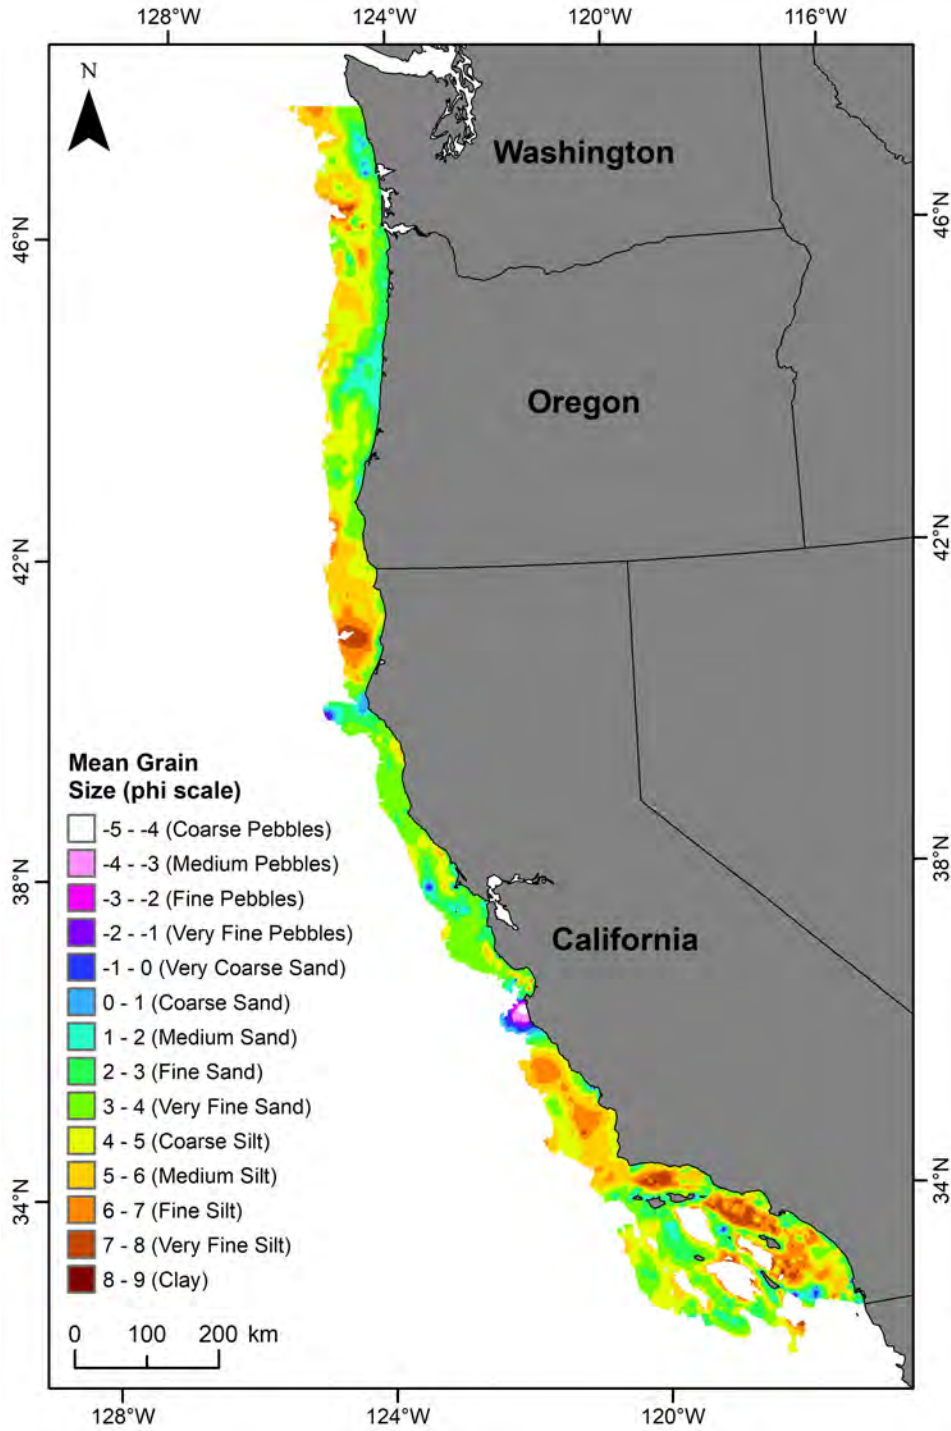 128°W 124°W 120°W 116°W
N
Washington
46°N 46°N
Oregon
42°N 42°N
Mean Grain
Size (phi scale)
-5 - -4 (Coarse Pebbles)
-4 - -3 (Medium Pebbles)
-3 - -2 (Fine Pebbles)
-2 - -1 (Very Fine Pebbles)
-1 - 0 (Very Coarse Sand)
0 - 1 (Coarse Sand)
1 - 2 (Medium Sand)
2 - 3 (Fine Sand)
3 - 4 (Very Fine Sand)
4 - 5 (Coarse Silt)
5 - 6 (Medium Silt)
6 - 7 (Fine Silt)
7 - 8 (Very Fine Silt)
8 - 9 (Clay)
38°N 38°N
California
34°N 34°N
0 100 200 km
128°W 124°W 120°W